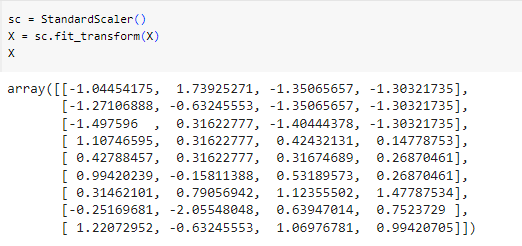 sc = StandardScaler()
X = sc.fit_transform(X)
X
array([[-1.04454175,  1.73925271, -1.35065657, -1.30321735],
       [-1.27106888, -0.63245553, -1.35065657, -1.30321735],
       [-1.497596  ,  0.31622777, -1.40444378, -1.30321735],
       [ 1.10746595,  0.31622777,  0.42432131,  0.14778753],
       [ 0.42788457,  0.31622777,  0.31674689,  0.26870461],
       [ 0.99420239, -0.15811388,  0.53189573,  0.26870461],
       [ 0.31462101,  0.79056942,  1.12355502,  1.47787534],
       [-0.25169681, -2.05548048,  0.63947014,  0.7523729 ],
       [ 1.22072952, -0.63245553,  1.06976781,  0.99420705]])